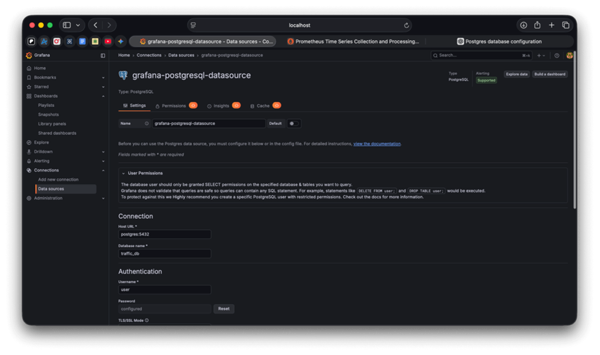 localhost
grafana-postgresql-datasource - Data sources - Co...
Prometheus Time Series Collection and Processing...
Postgres database configuration
Grafana
Home › Connections › Data sources › grafana-postgresql-datasource
Search...
Home
Bookmarks
Starred
Dashboards
Playlists
Snapshots
Library panels
Shared dashboards
Explore
Drilldown
Alerting
Connections
Add new connection
Data sources
Administration
grafana-postgresql-datasource
Type
PostgreSQL
Alerting
Supported
Explore data
Build a dashboard
Type: PostgreSQL
Settings
Permissions
Insights
Cache
Name
grafana-postgresql-datasource
Default
Before you can use the Postgres data source, you must configure it below or in the config file. For detailed instructions, view the documentation.
Fields marked with * are required
User Permissions
The database user should only be granted SELECT permissions on the specified database & tables you want to query.
Grafana does not validate that queries are safe so queries can contain any SQL statement. For example, statements like DELETE FROM user; and DROP TABLE user; would be executed.
To protect against this we Highly recommend you create a specific PostgreSQL user with restricted permissions. Check out the docs for more information.
Connection
Host URL *
postgres:5432
Database name *
traffic_db
Authentication
Username *
user
Password
configured
Reset
TLS/SSL Mode